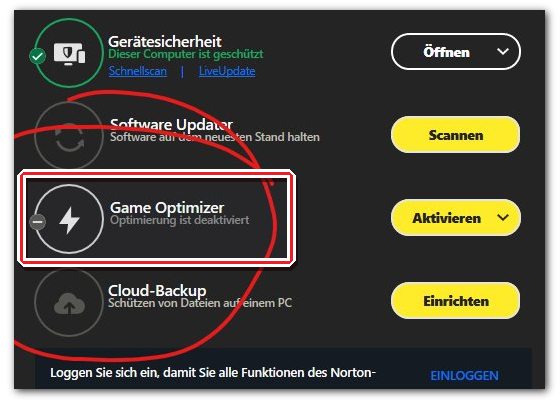 Gerätesicherheit
Dieser Computer ist geschützt
Schnellscan | LiveUpdate
Öffnen
Software Updater
Software auf dem neuesten Stand halten
Scannen
Game Optimizer
Optimierung ist deaktiviert
Aktivieren
Cloud-Backup
Schützen von Dateien auf einem PC
Einrichten
Loggen Sie sich ein, damit Sie alle Funktionen des Norton-
EINLOGGEN